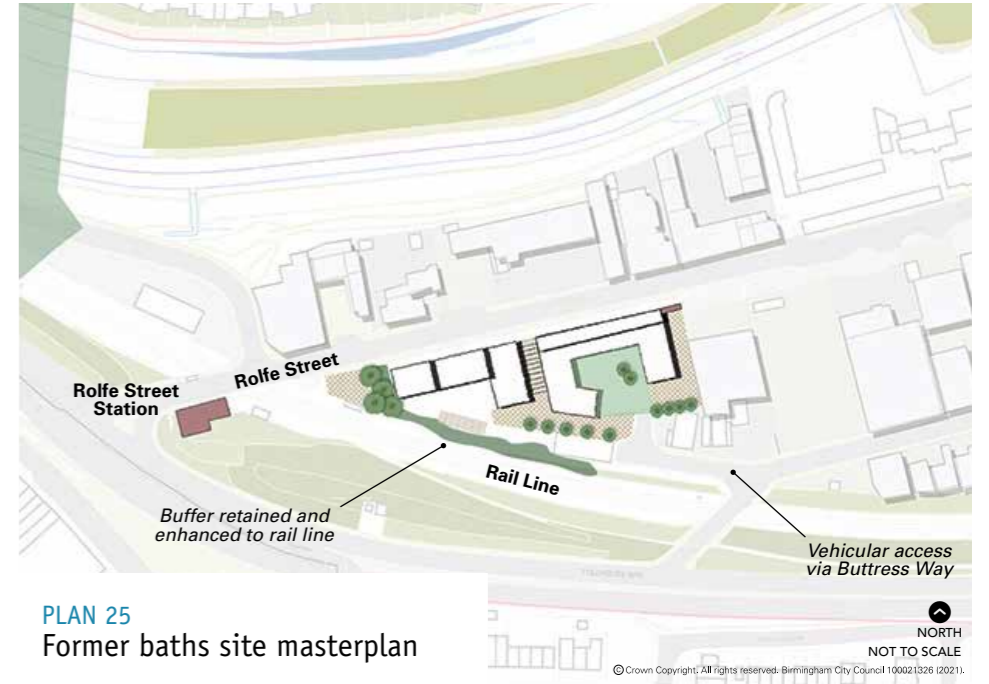 Rolfe Street
Rolfe Street
Station
Rail Line
Buffer retained and
enhanced to rail line
Vehicular access
via Buttress Way
PLAN 25
Former baths site masterplan
NORTH
NOT TO SCALE
© Crown Copyright. All rights reserved. Birmingham City Council 100021326 (2021).